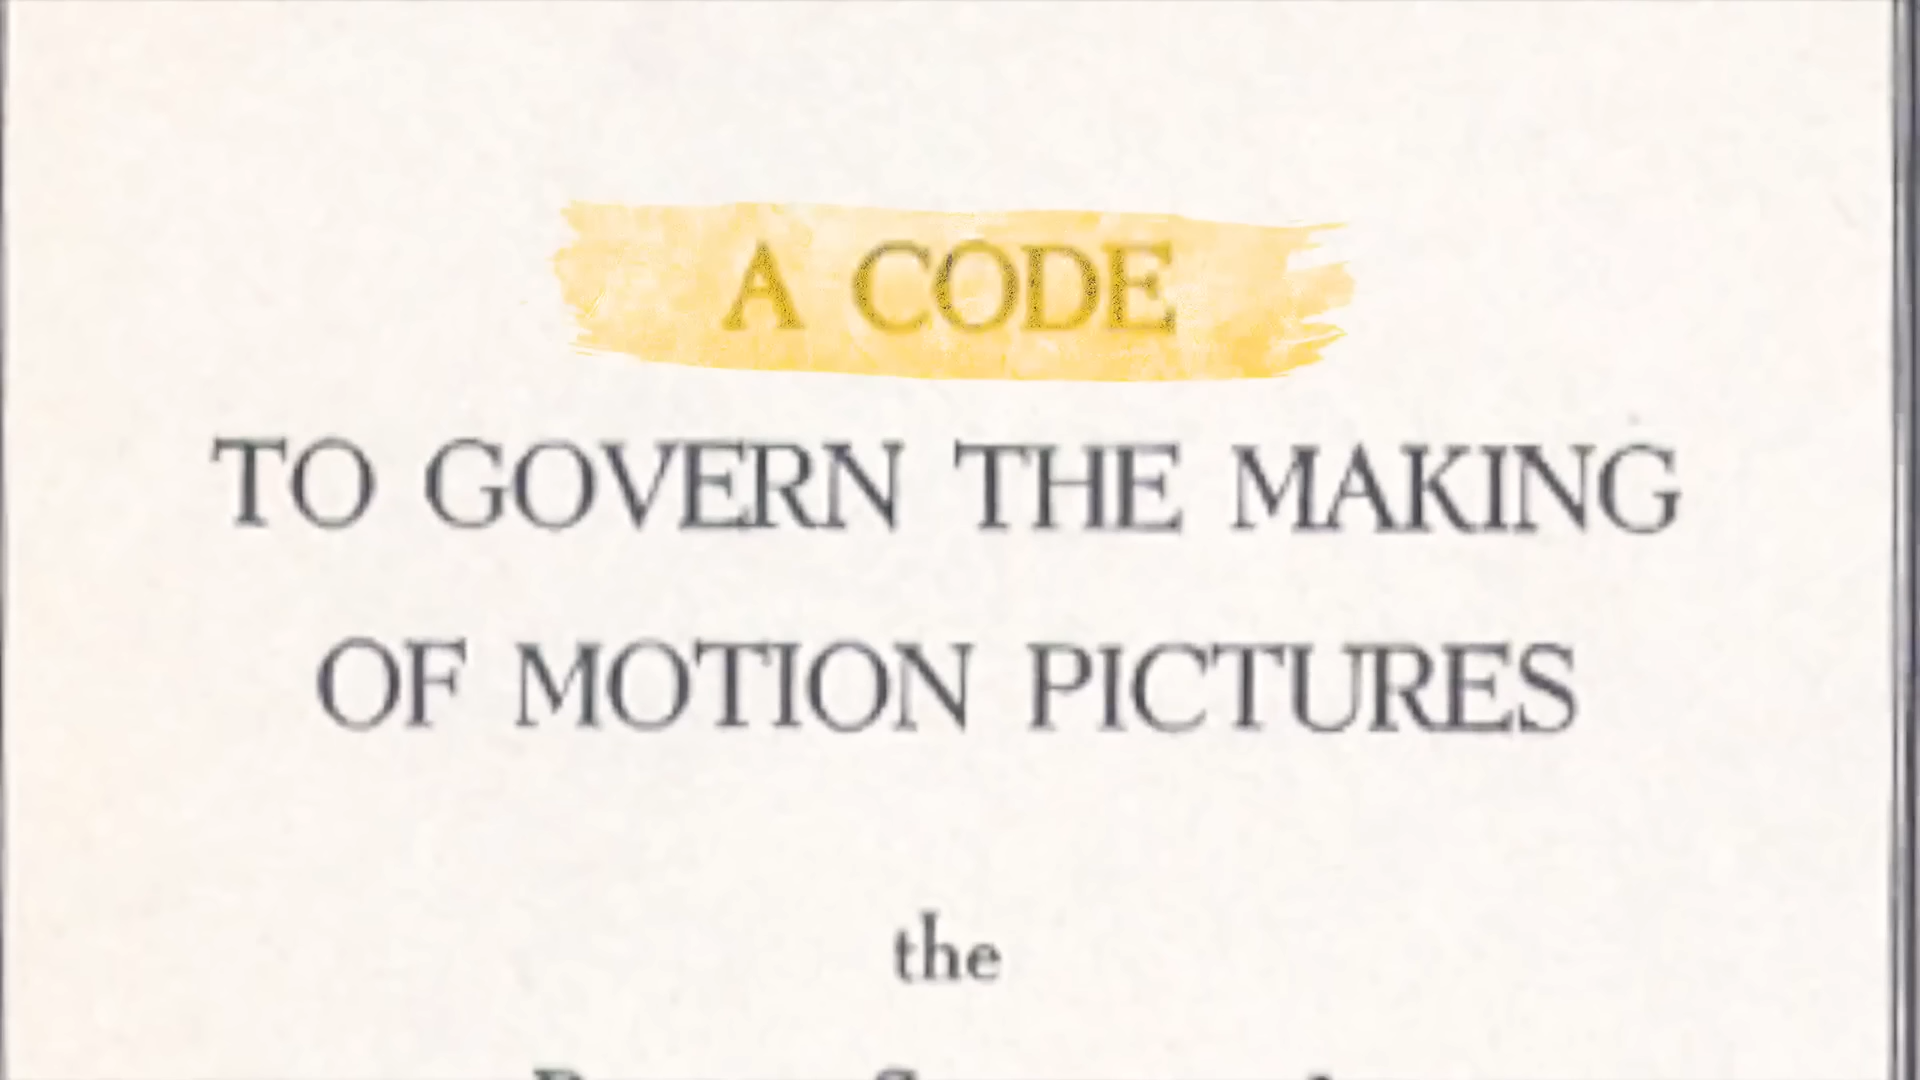 A CODE
TO GOVERN THE MAKING
OF MOTION PICTURES
the